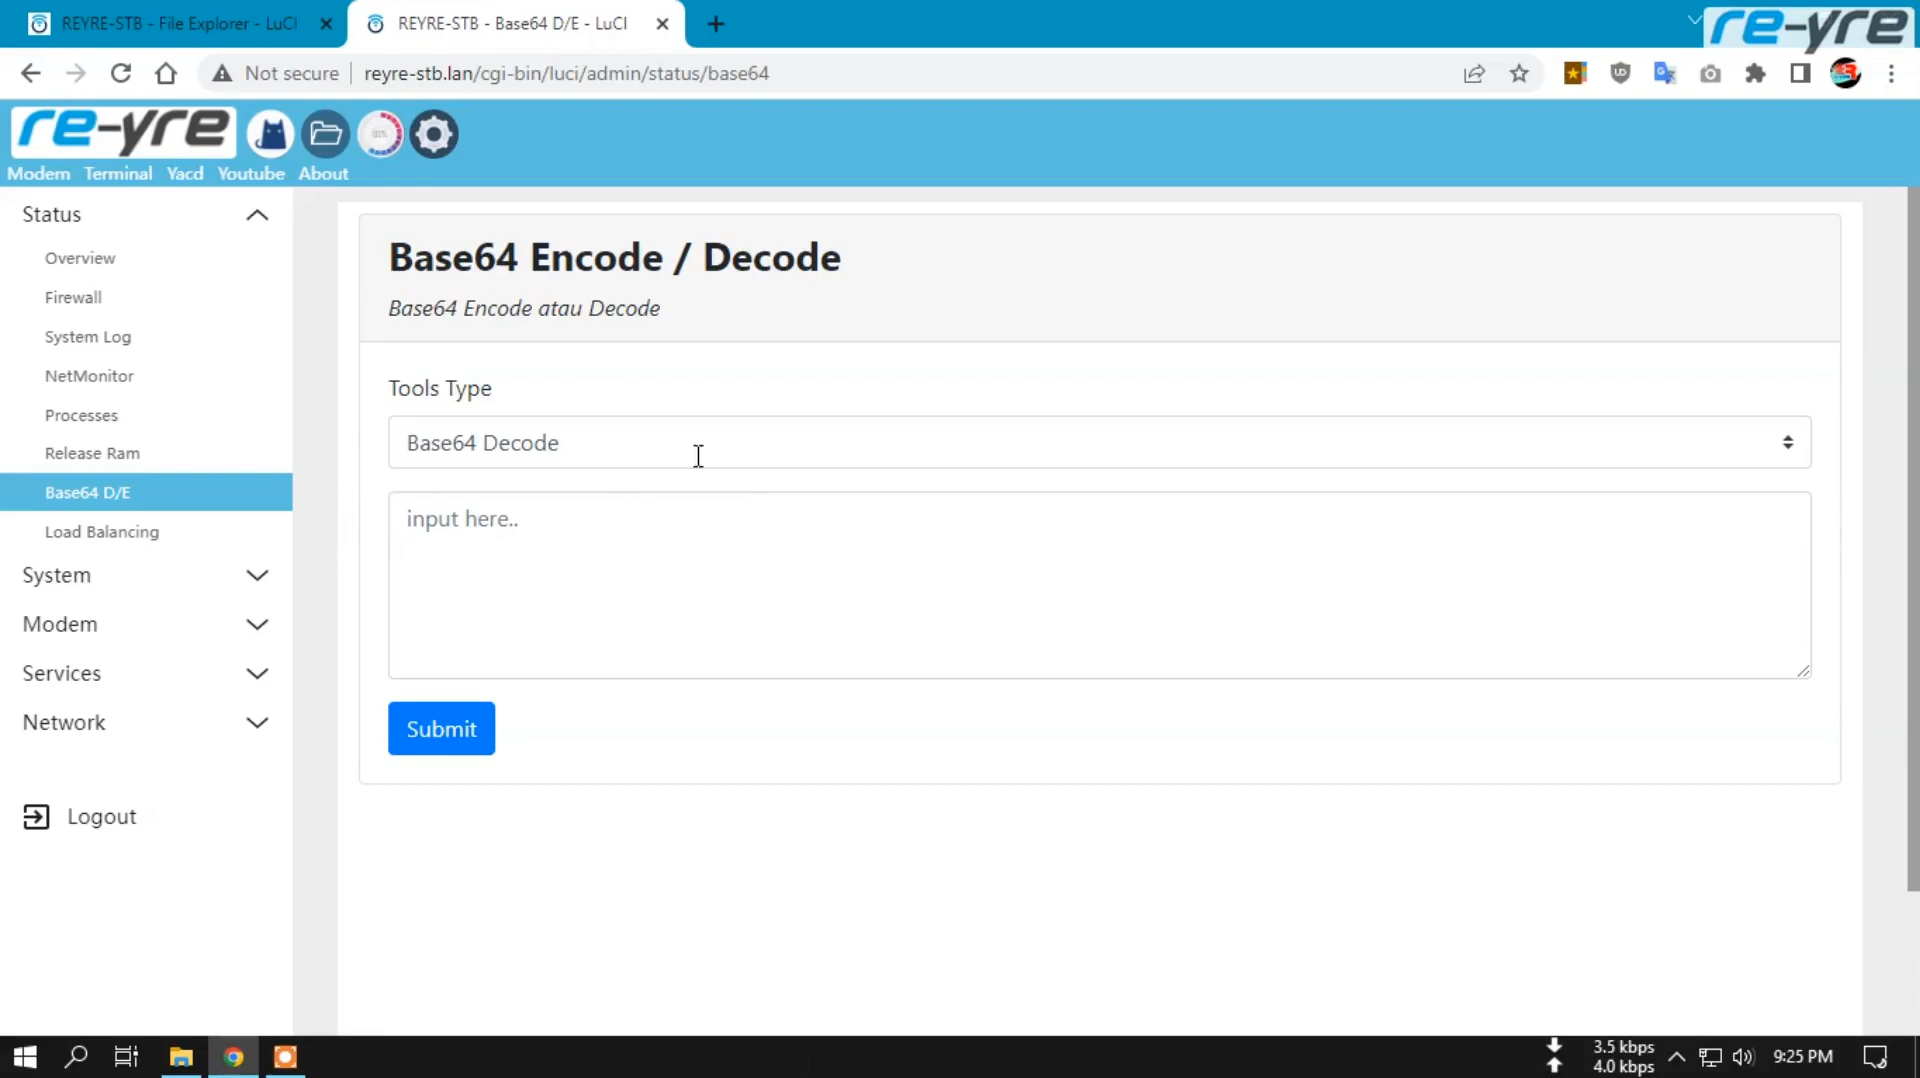 REYRE-STB - File Explorer - LuCI
REYRE-STB - Base64 D/E - LuCI
re-yre
Not secure
reyre-stb.lan/cgi-bin/luci/admin/status/base64
re-yre
Modem Terminal Yacd Youtube About
Status
Overview
Firewall
System Log
NetMonitor
Processes
Release Ram
Base64 D/E
Load Balancing
System
Modem
Services
Network
Logout
Base64 Encode / Decode
Base64 Encode atau Decode
Tools Type
Base64 Decode
input here..
Submit
3.5 kbps
4.0 kbps
9:25 PM